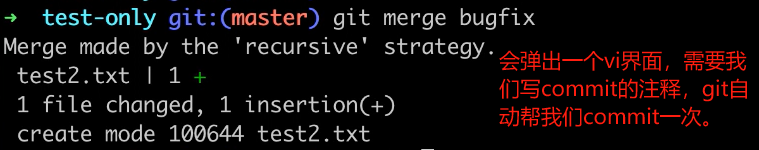 ➜ test-only git:(master) git merge bugfix
Merge made by the 'recursive' strategy.
test2.txt | 1 +
1 file changed, 1 insertion(+)
create mode 100644 test2.txt
会弹出一个vi界面，需要我
们写commit的注释，git自
动帮我们commit一次。